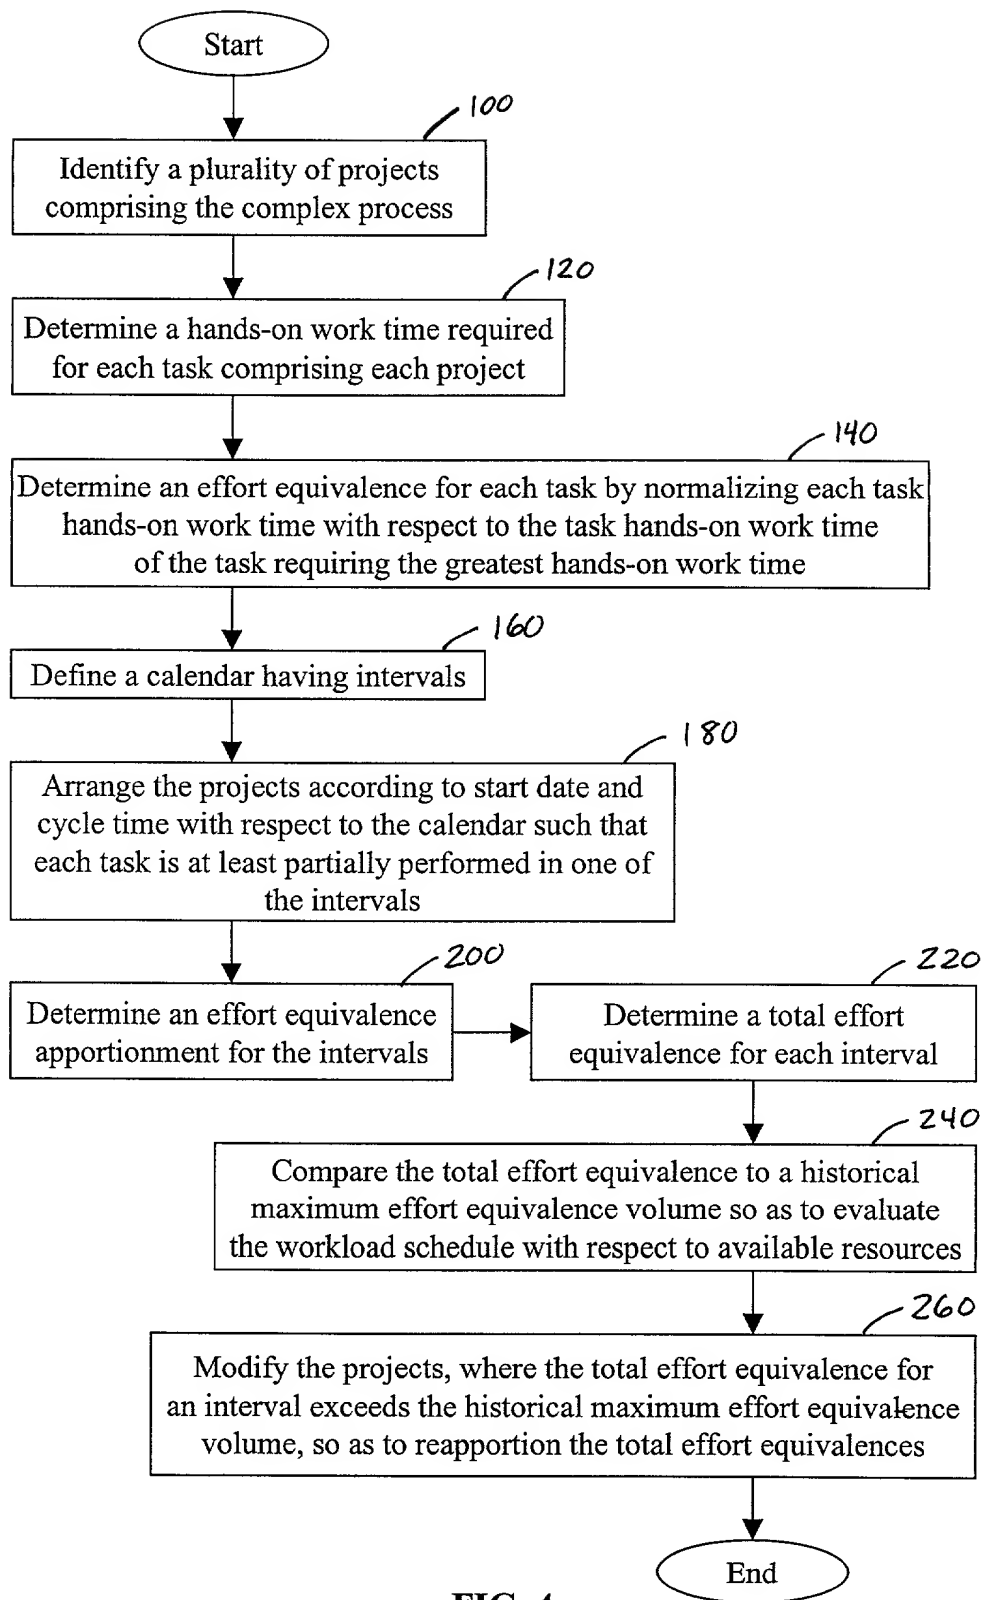 Start
100
Identify a plurality of projects
comprising the complex process
120
Determine a hands-on work time required
for each task comprising each project
140
Determine an effort equivalence for each task by normalizing each task
hands-on work time with respect to the task hands-on work time
of the task requiring the greatest hands-on work time
160
Define a calendar having intervals
180
Arrange the projects according to start date and
cycle time with respect to the calendar such that
each task is at least partially performed in one of
the intervals
200
Determine an effort equivalence
apportionment for the intervals
220
Determine a total effort
equivalence for each interval
240
Compare the total effort equivalence to a historical
maximum effort equivalence volume so as to evaluate
the workload schedule with respect to available resources
260
Modify the projects, where the total effort equivalence for
an interval exceeds the historical maximum effort equivalence
volume, so as to reapportion the total effort equivalences
End